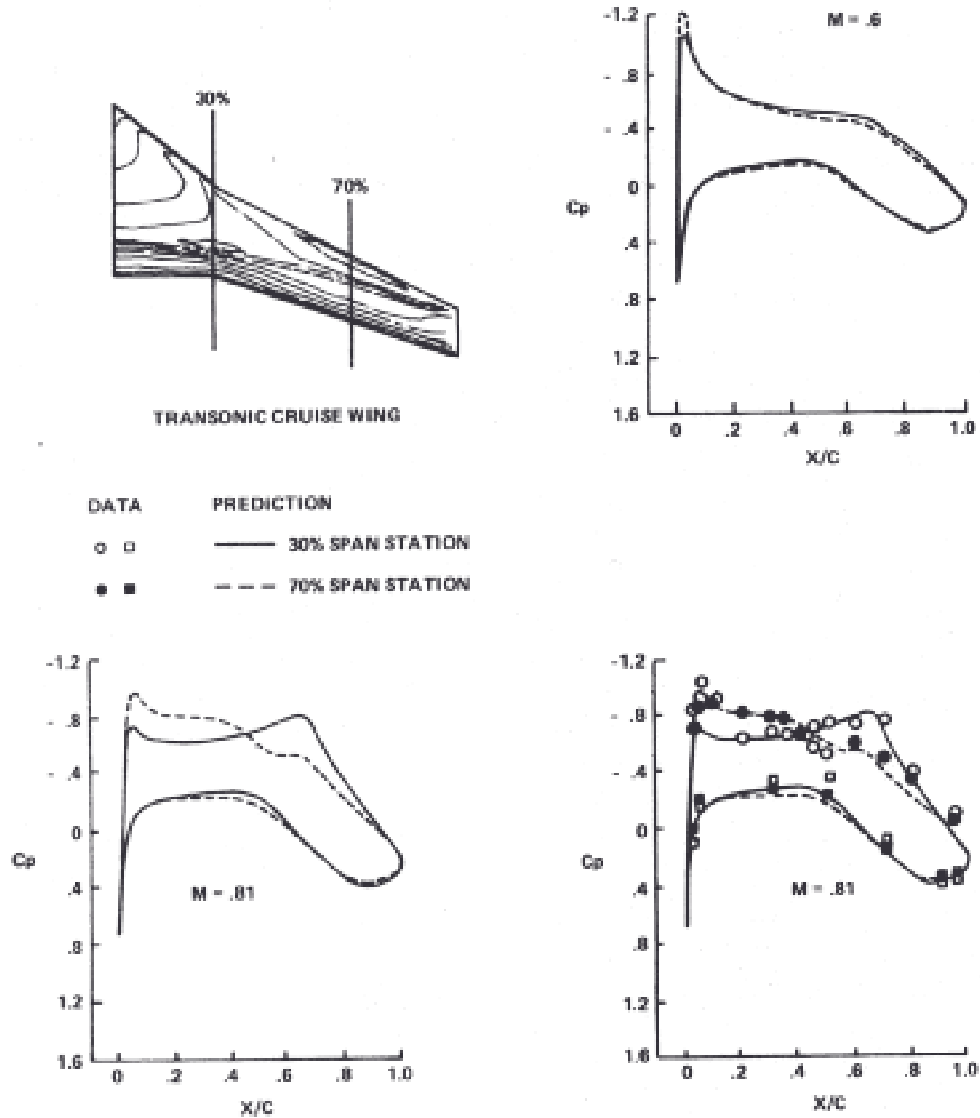 30%
70%
TRANSONIC CRUISE WING
-1.2
- .8
- .4
0
.4
.8
1.2
1.6
Cp
M = .6
0 .2 .4 .6 .8 1.0
X/C
DATA PREDICTION
30% SPAN STATION
70% SPAN STATION
-1.2
- .8
- .4
0
.4
.8
1.2
1.6
Cp
M = .81
0 .2 .4 .6 .8 1.0
X/C
-1.2
- .8
- .4
0
.4
.8
1.2
1.6
Cp
M = .81
0 .2 .4 .6 .8 1.0
X/C